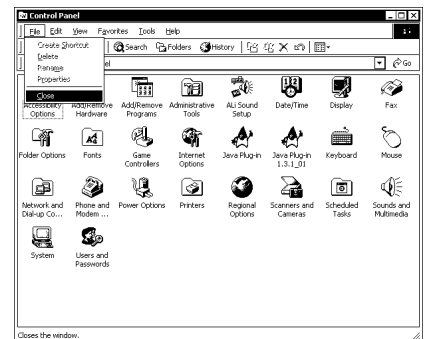 Control Panel
File Edit View Favorites Tools Help
Create Shortcut
Delete
Rename
Properties
Close
Search Folders History
Go
Accessibility Options
Add/Remove Hardware
Add/Remove Programs
Administrative Tools
ALi Sound Setup
Date/Time
Display
Fax
Folder Options
Fonts
Game Controllers
Internet Options
Java Plug-in
Java Plug-in 1.3.1_01
Keyboard
Mouse
Network and Dial-up Co...
Phone and Modem ...
Power Options
Printers
Regional Options
Scanners and Cameras
Scheduled Tasks
Sounds and Multimedia
System
Users and Passwords
Closes the window.